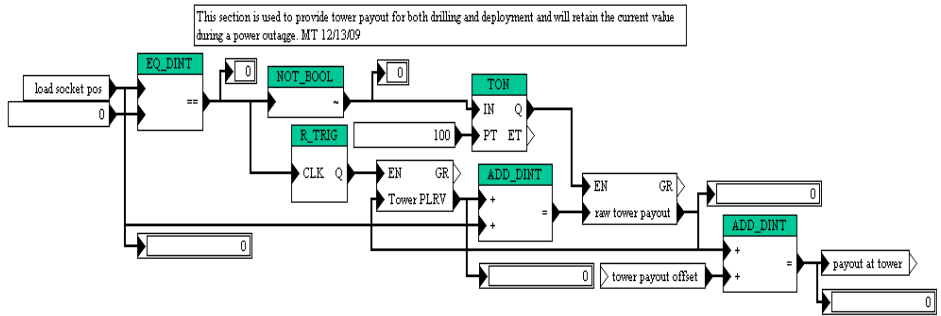 This section is used to provide tower payout for both drilling and deployment and will retain the current value
during a power outagge. MT 12/13/09
EQ_DINT
load socket pos
0
==
0
NOT_BOOL
~
0
TON
IN Q
PT ET
100
R_TRIG
CLK Q
EN GR
Tower PLRV
ADD_DINT
+
=
+
EN GR
raw tower payout
0
0
0
ADD_DINT
+
=
+
tower payout offset
payout at tower
0